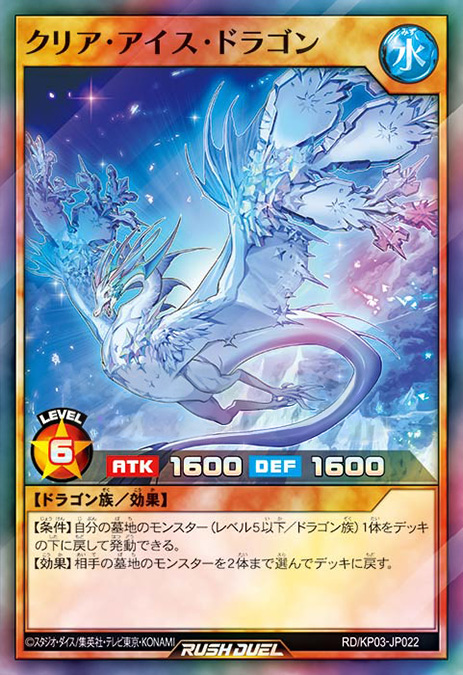 クリア・アイス・ドラゴン
みず
水
LEVEL
6
ATK 1600 DEF 1600
【ドラゴン族／効果】
【条件】自分の墓地のモンスター（レベル５以下／ドラゴン族）１体をデッキ
の下に戻して発動できる。
【効果】相手の墓地のモンスターを２体まで選んでデッキに戻す。
©スタジオ・ダイス/集英社・テレビ東京・KONAMI
RUSH DUEL
RD/KP03-JP022